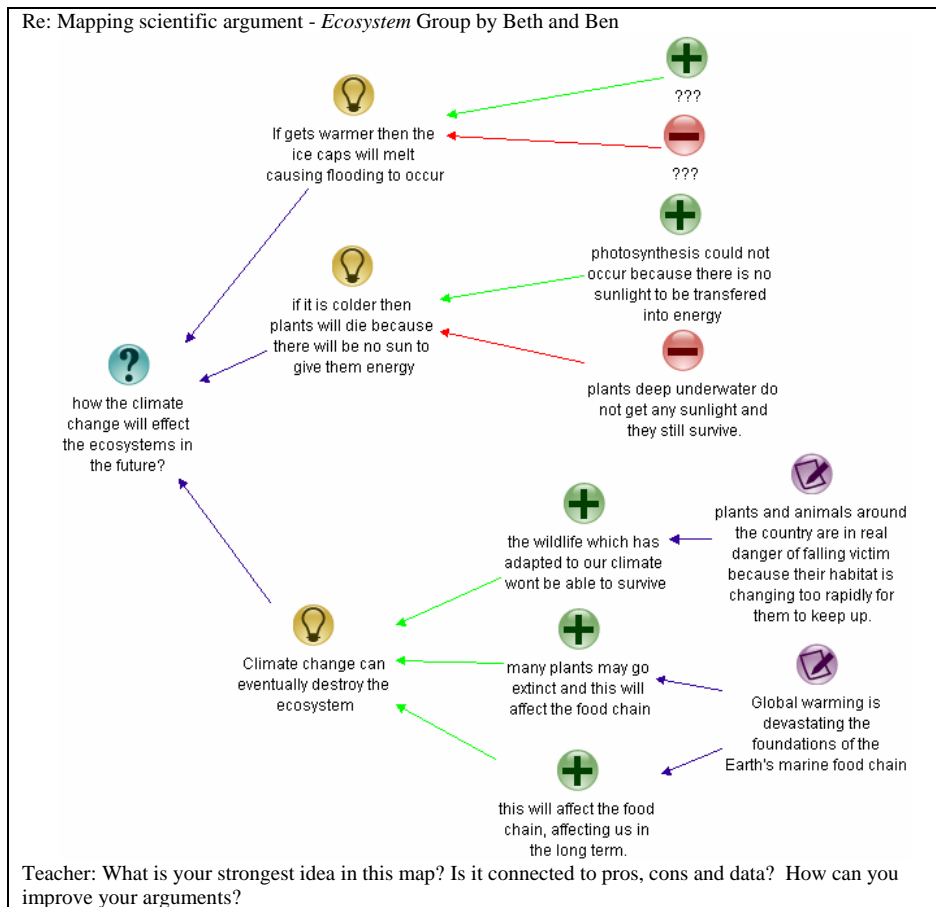 Re: Mapping scientific argument - Ecosystem Group by Beth and Ben
???
If gets warmer then the
ice caps will melt
causing flooding to occur
???
photosynthesis could not
occur because there is no
sunlight to be transfered
into energy
if it is colder then
plants will die because
there will be no sun to
give them energy
plants deep underwater do
not get any sunlight and
they still survive.
how the climate
change will effect
the ecosystems in
the future?
plants and animals around
the country are in real
danger of falling victim
because their habitat is
changing too rapidly for
them to keep up.
the wildlife which has
adapted to our climate
wont be able to survive
Climate change can
eventually destroy the
ecosystem
many plants may go
extinct and this will
affect the food chain
Global warming is
devastating the
foundations of the
Earth's marine food chain
this will affect the food
chain, affecting us in
the long term.
Teacher: What is your strongest idea in this map? Is it connected to pros, cons and data?  How can you
improve your arguments?